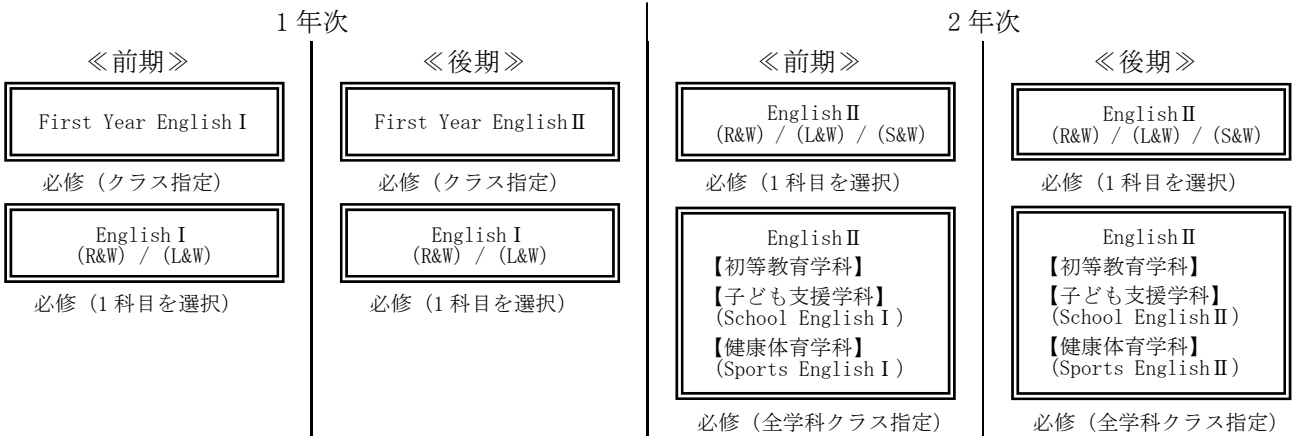 1年次
≪前期≫
First Year EnglishⅠ
必修（クラス指定）
EnglishⅠ
(R&W) / (L&W)
必修（1科目を選択）
≪後期≫
First Year EnglishⅡ
必修（クラス指定）
EnglishⅠ
(R&W) / (L&W)
必修（1科目を選択）
2年次
≪前期≫
EnglishⅡ
(R&W) / (L&W) / (S&W)
必修（1科目を選択）
EnglishⅡ
【初等教育学科】
【子ども支援学科】
(School EnglishⅠ)
【健康体育学科】
(Sports EnglishⅠ)
必修（全学科クラス指定）
≪後期≫
EnglishⅡ
(R&W) / (L&W) / (S&W)
必修（1科目を選択）
EnglishⅡ
【初等教育学科】
【子ども支援学科】
(School EnglishⅡ)
【健康体育学科】
(Sports EnglishⅡ)
必修（全学科クラス指定）